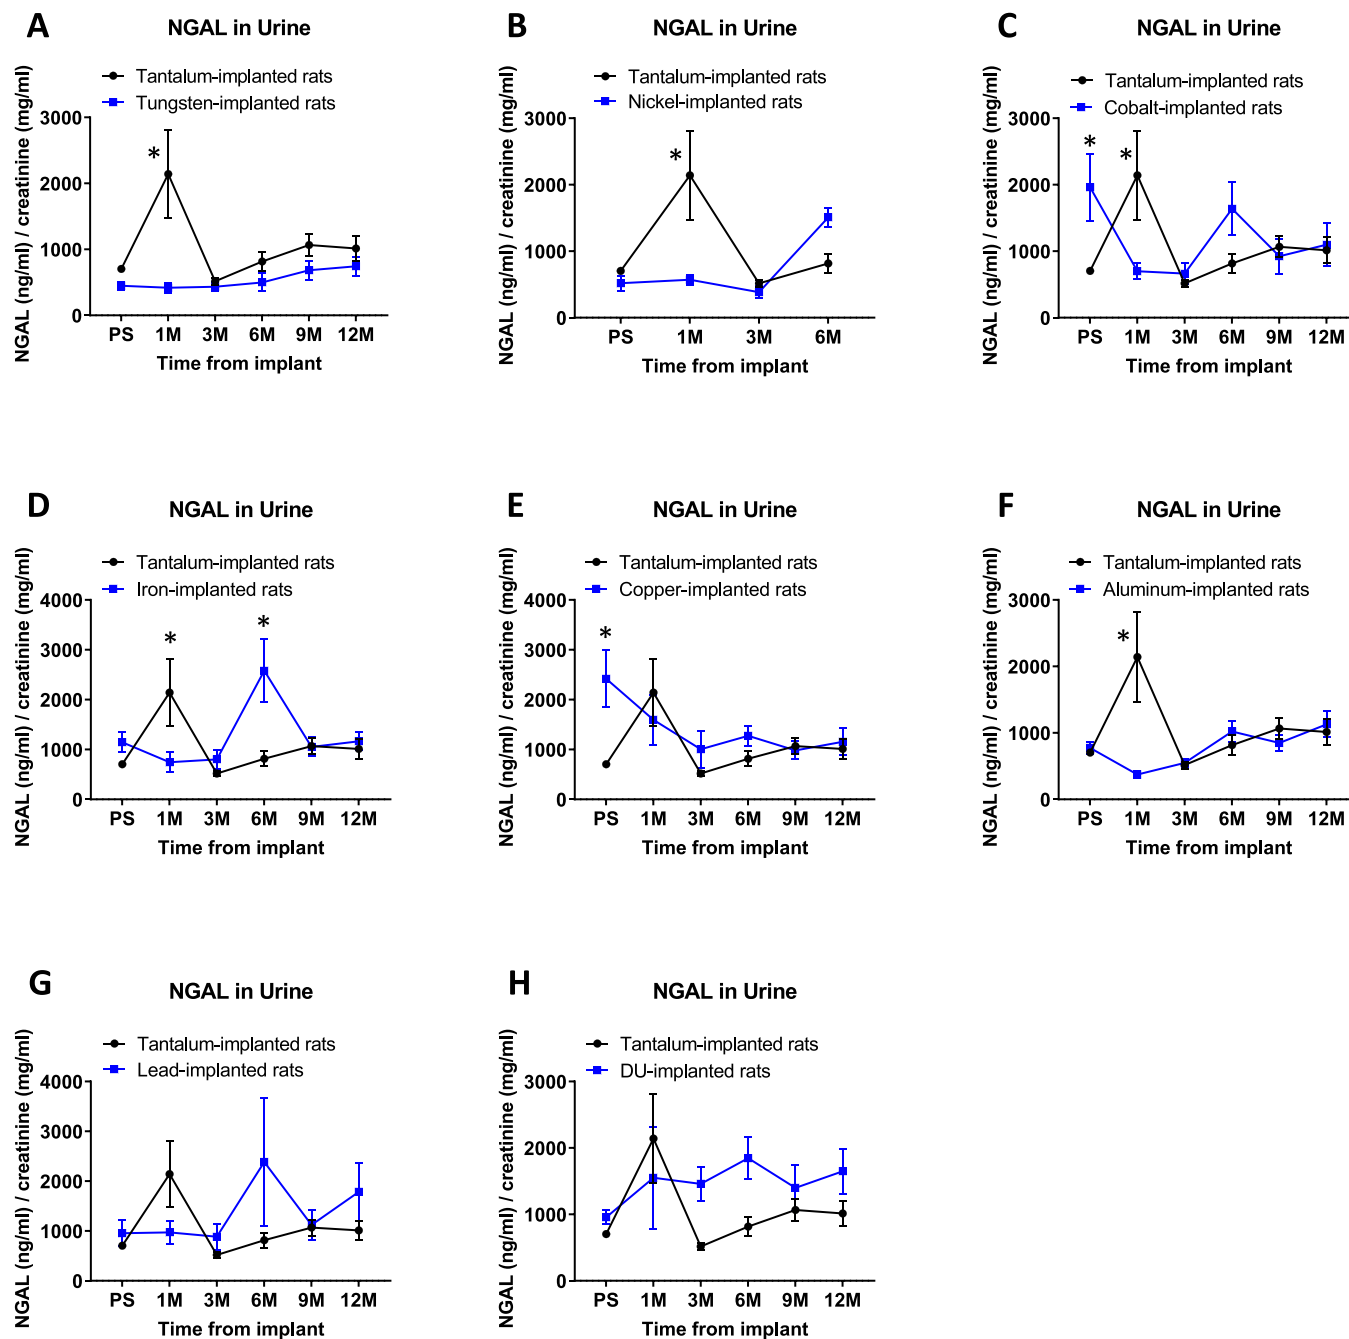 A
NGAL in Urine
Tantalum-implanted rats
Tungsten-implanted rats
NGAL (ng/ml) / creatinine (mg/ml)
3000
*
2000
1000
0
PS 1M 3M 6M 9M 12M
Time from implant
B
NGAL in Urine
Tantalum-implanted rats
Nickel-implanted rats
NGAL (ng/ml) / creatinine (mg/ml)
3000
*
2000
1000
0
PS 1M 3M 6M
Time from implant
C
NGAL in Urine
Tantalum-implanted rats
Cobalt-implanted rats
NGAL (ng/ml) / creatinine (mg/ml)
3000
* *
2000
1000
0
PS 1M 3M 6M 9M 12M
Time from implant
D
NGAL in Urine
Tantalum-implanted rats
Iron-implanted rats
NGAL (ng/ml) / creatinine (mg/ml)
4000
* *
3000
2000
1000
0
PS 1M 3M 6M 9M 12M
Time from implant
E
NGAL in Urine
Tantalum-implanted rats
Copper-implanted rats
NGAL (ng/ml) / creatinine (mg/ml)
4000
*
3000
2000
1000
0
PS 1M 3M 6M 9M 12M
Time from implant
F
NGAL in Urine
Tantalum-implanted rats
Aluminum-implanted rats
NGAL (ng/ml) / creatinine (mg/ml)
3000
*
2000
1000
0
PS 1M 3M 6M 9M 12M
Time from implant
G
NGAL in Urine
Tantalum-implanted rats
Lead-implanted rats
NGAL (ng/ml) / creatinine (mg/ml)
4000
3000
2000
1000
0
PS 1M 3M 6M 9M 12M
Time from implant
H
NGAL in Urine
Tantalum-implanted rats
DU-implanted rats
NGAL (ng/ml) / creatinine (mg/ml)
3000
2000
1000
0
PS 1M 3M 6M 9M 12M
Time from implant